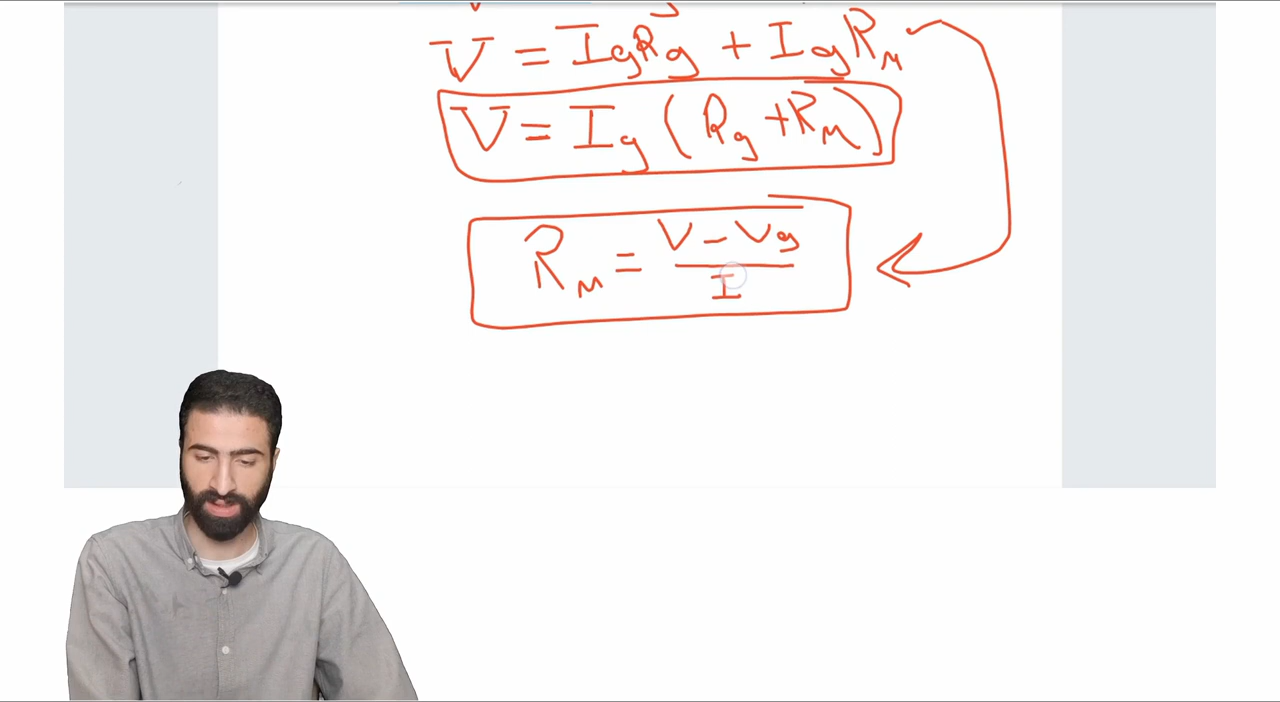 V = IgRg + IgRM
V = Ig (Rg + RM)
RM = V - Vg / I